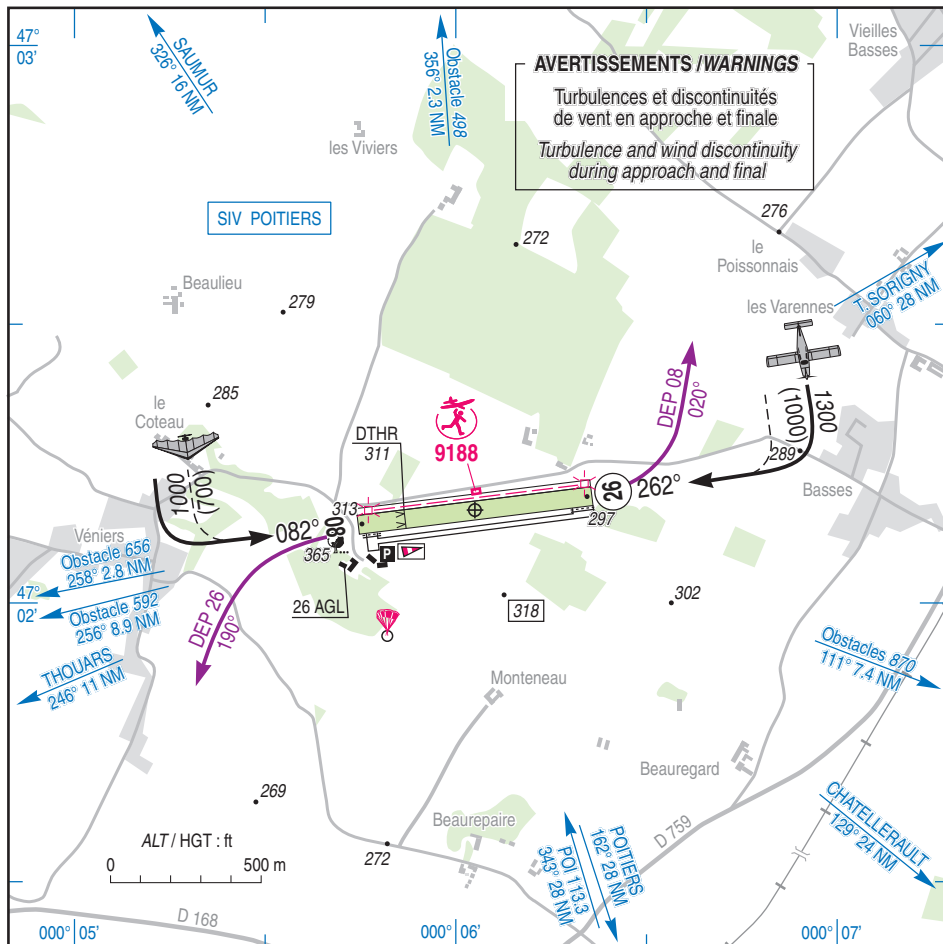 47°
03'
SAUMUR
326° 16 NM
Obstacle 498
356° 2.3 NM
Vieilles
Basses
AVERTISSEMENTS / WARNINGS
Turbulences et discontinuités
de vent en approche et finale
Turbulence and wind discontinuity
during approach and final
les Viviers
SIV POITIERS
272
276
le
Poissonnais
Beaulieu
279
T. SORIGNY
060° 28 NM
les Varennes
285
le
Coteau
DEP 08
020°
1300
(1000)
289
DTHR
311
9188
1000
(700)
313
26
262°
Basses
082°
08
297
365
P
Véniers
Obstacle 656
258° 2.8 NM
47°
02'
Obstacle 592
256° 8.9 NM
26 AGL
DEP 26
190°
318
302
THOUARS
246° 11 NM
Obstacles 870
111° 7.4 NM
Monteneau
Beauregard
269
CHATELLERAULT
129° 24 NM
ALT / HGT : ft
0
500 m
Beaurepaire
272
D 759
POITIERS
162° 28 NM
POI 113.3
343° 28 NM
D 168
000° 05'
000° 06'
000° 07'